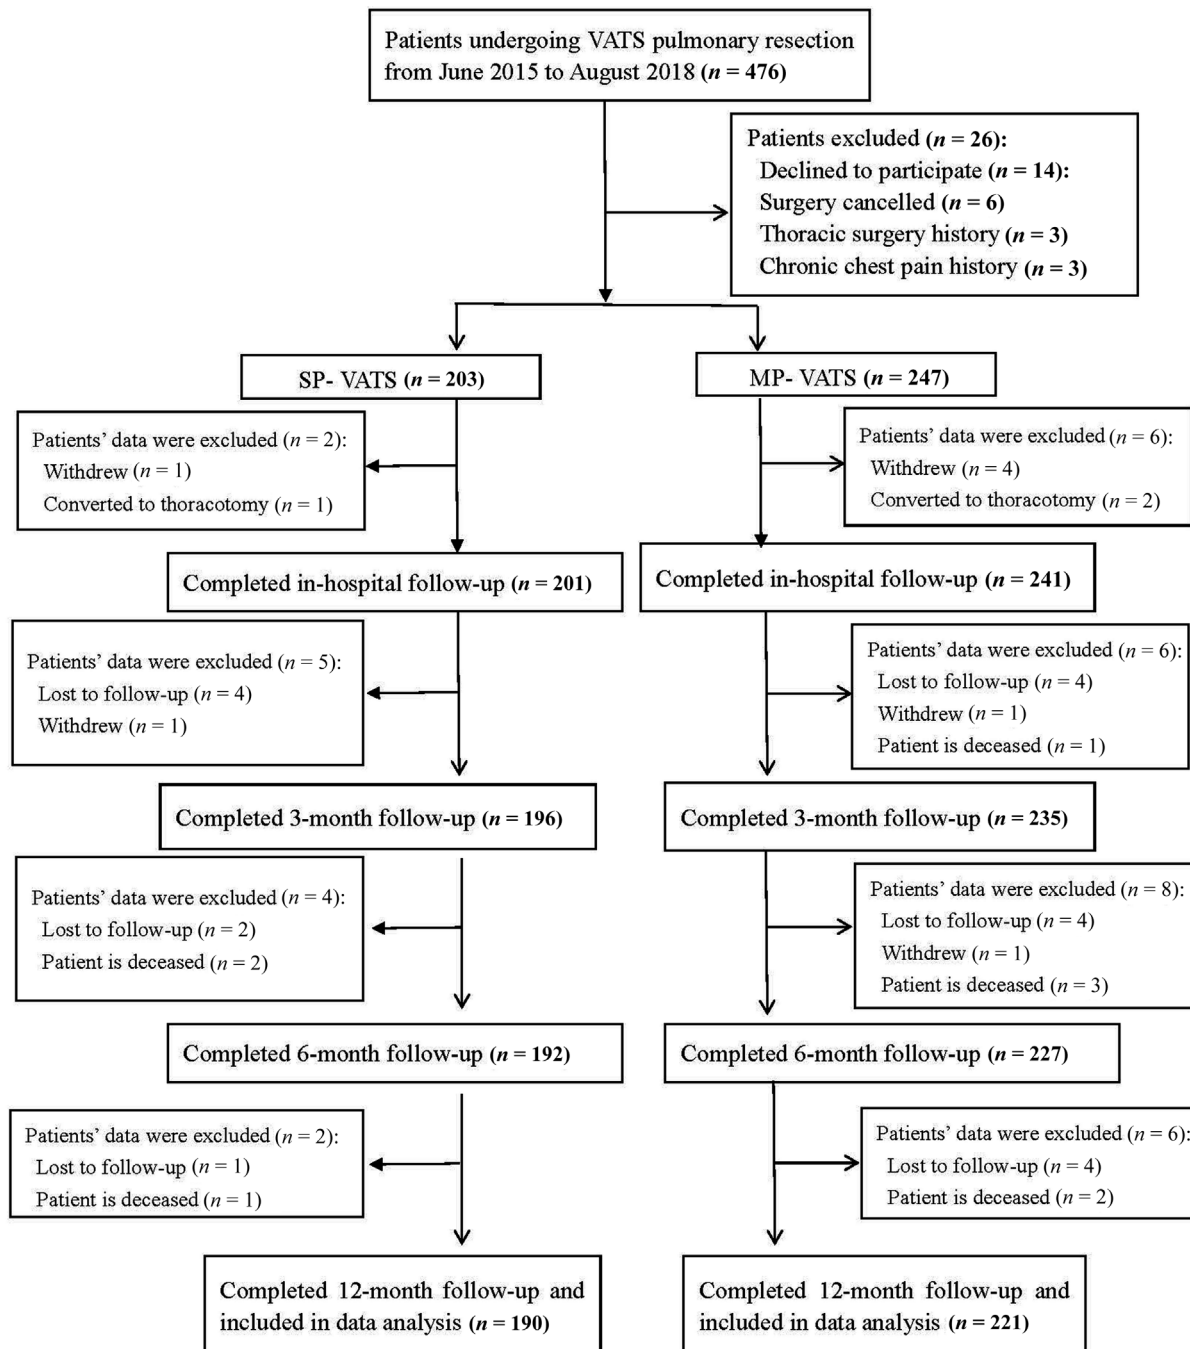 Patients undergoing VATS pulmonary resection
from June 2015 to August 2018 (n = 476)
Patients excluded (n = 26):
Declined to participate (n = 14):
Surgery cancelled (n = 6)
Thoracic surgery history (n = 3)
Chronic chest pain history (n = 3)
SP- VATS (n = 203)
MP- VATS (n = 247)
Patients’ data were excluded (n = 2):
Withdrew (n = 1)
Converted to thoracotomy (n = 1)
Patients’ data were excluded (n = 6):
Withdrew (n = 4)
Converted to thoracotomy (n = 2)
Completed in-hospital follow-up (n = 201)
Completed in-hospital follow-up (n = 241)
Patients’ data were excluded (n = 5):
Lost to follow-up (n = 4)
Withdrew (n = 1)
Patients’ data were excluded (n = 6):
Lost to follow-up (n = 4)
Withdrew (n = 1)
Patient is deceased (n = 1)
Completed 3-month follow-up (n = 196)
Completed 3-month follow-up (n = 235)
Patients’ data were excluded (n = 4):
Lost to follow-up (n = 2)
Patient is deceased (n = 2)
Patients’ data were excluded (n = 8):
Lost to follow-up (n = 4)
Withdrew (n = 1)
Patient is deceased (n = 3)
Completed 6-month follow-up (n = 192)
Completed 6-month follow-up (n = 227)
Patients’ data were excluded (n = 2):
Lost to follow-up (n = 1)
Patient is deceased (n = 1)
Patients’ data were excluded (n = 6):
Lost to follow-up (n = 4)
Patient is deceased (n = 2)
Completed 12-month follow-up and
included in data analysis (n = 190)
Completed 12-month follow-up and
included in data analysis (n = 221)